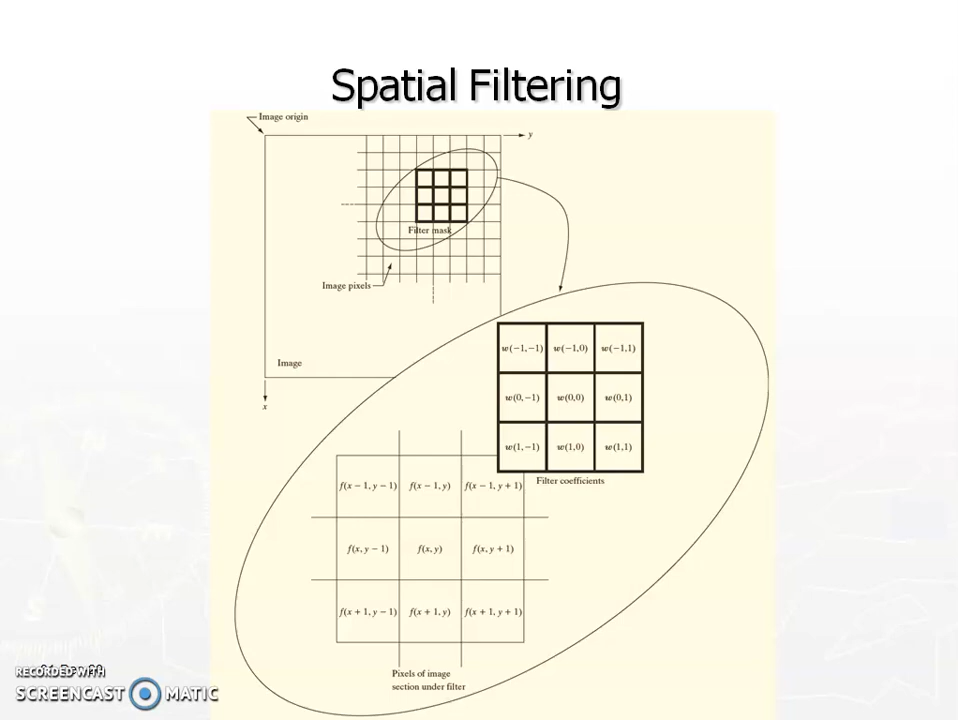 Spatial Filtering
Image origin
y
Filter mask
Image pixels
Image
x
w(−1,−1) w(−1,0) w(−1,1)
w(0,−1) w(0,0) w(0,1)
w(1,−1) w(1,0) w(1,1)
Filter coefficients
f(x − 1, y − 1) f(x − 1, y) f(x − 1, y + 1)
f(x, y − 1) f(x, y) f(x, y + 1)
f(x + 1, y − 1) f(x + 1, y) f(x + 1, y + 1)
Pixels of image
section under filter
RECORDED WITH
SCREENCAST MATIC